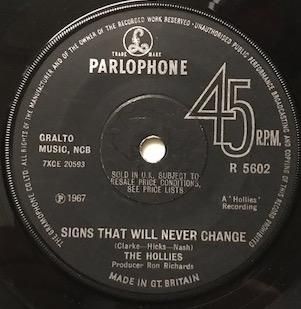 THE GRAMOPHONE CO. LTD. ALL RIGHTS OF THE MANUFACTURER AND OF THE OWNER OF THE RECORDED WORK RESERVED · UNAUTHORISED PUBLIC PERFORMANCE BROADCASTING AND COPYING OF THIS RECORD PROHIBITED
TRADE MARK
PARLOPHONE
45
R.P.M.
GRALTO
MUSIC, NCB
7XCE 20593
SOLD IN U.K. SUBJECT TO
RESALE PRICE CONDITIONS,
SEE PRICE LISTS
R 5602
Ⓟ 1967
A 'Hollies'
Recording
SIGNS THAT WILL NEVER CHANGE
(Clarke-Hicks-Nash)
THE HOLLIES
Producer Ron Richards
MADE IN GT. BRITAIN